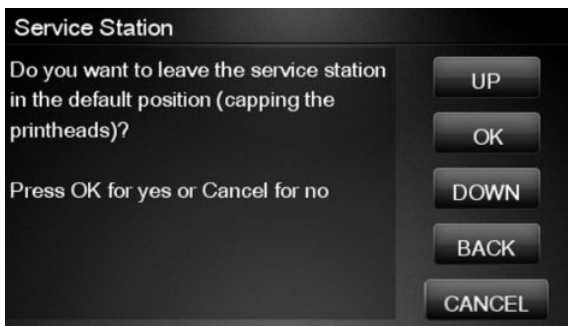 Service Station
Do you want to leave the service station
in the default position (capping the
printheads)?
Press OK for yes or Cancel for no
UP
OK
DOWN
BACK
CANCEL